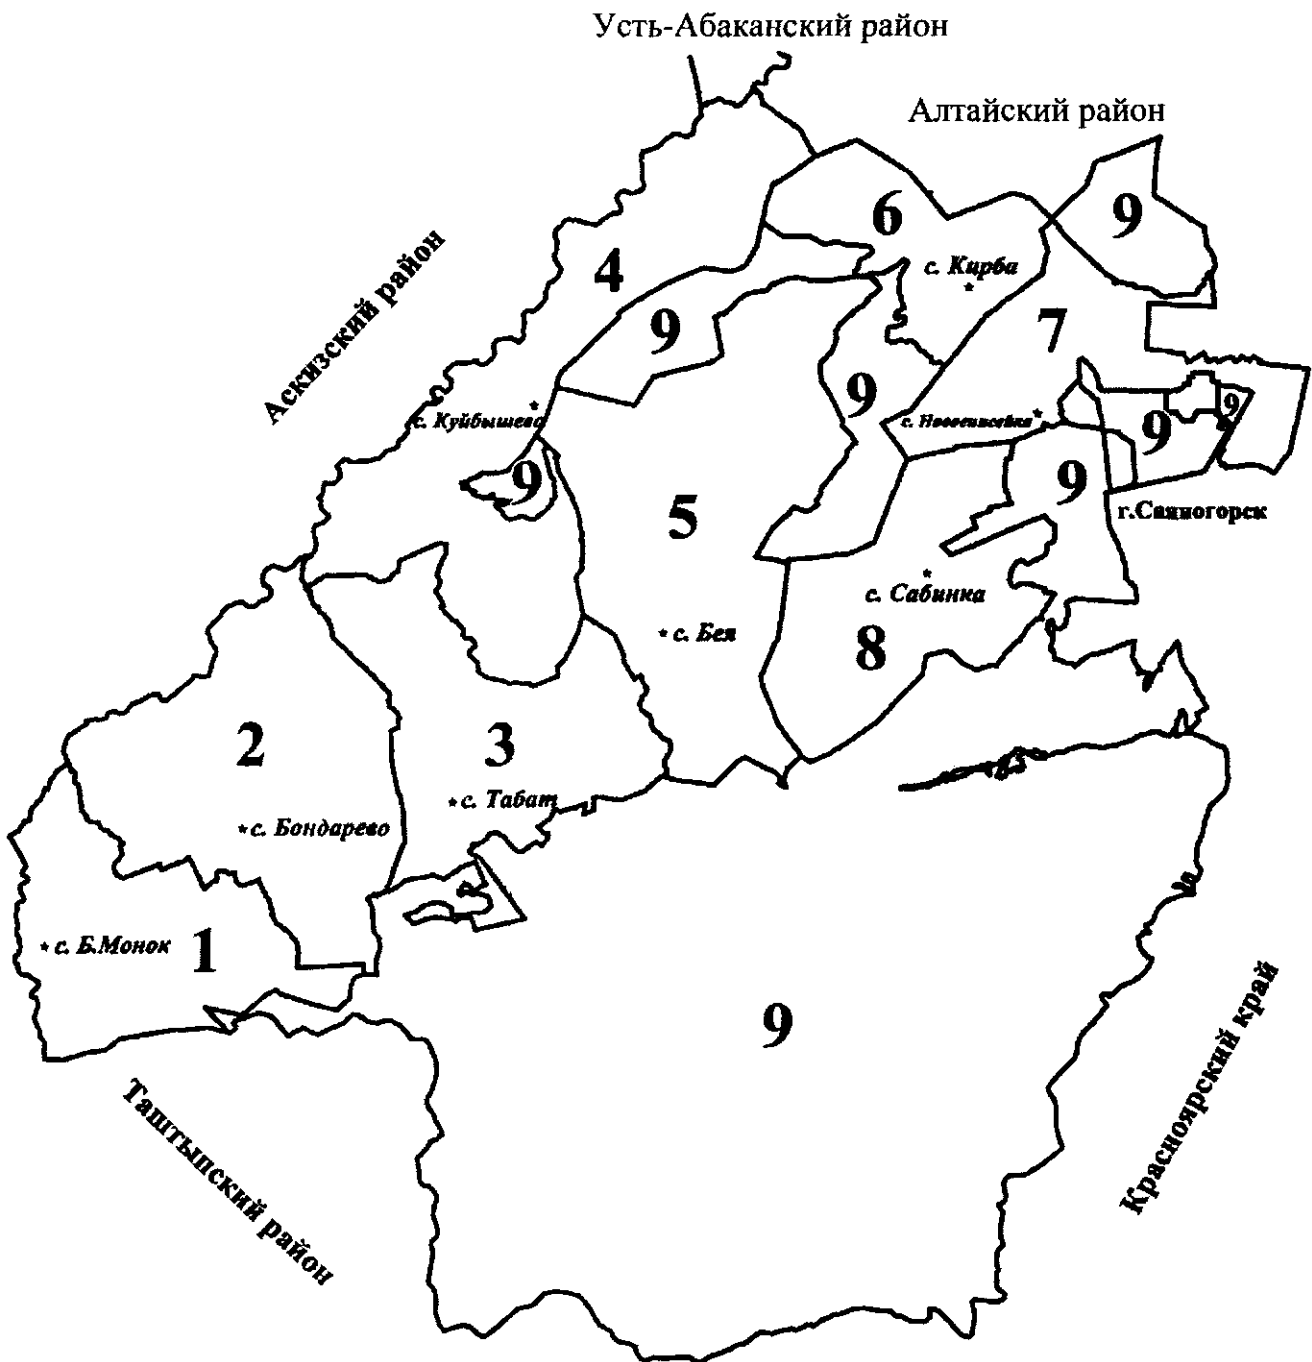 Усть-Абаканский район
Алтайский район
6
9
4
с. Кирба
Аскизский район
9
7
9
9
с. Куйбышево
с. Новоенисейка
9
9
9
5
г.Саяногорск
с. Сабинка
с. Бея
8
2
3
с. Табат
с. Бондарево
с. Б.Монок
1
9
Красноярский край
Таштыпский район